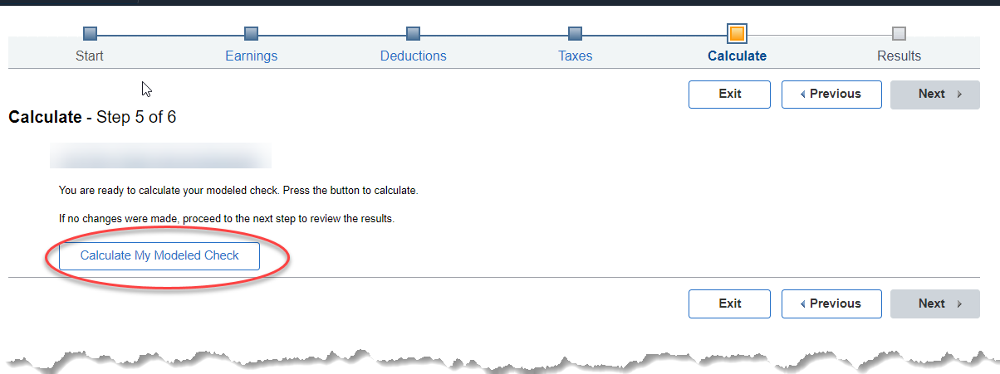 Start Earnings Deductions Taxes Calculate Results
Exit Previous Next
Calculate - Step 5 of 6
You are ready to calculate your modeled check. Press the button to calculate.
If no changes were made, proceed to the next step to review the results.
Calculate My Modeled Check
Exit Previous Next